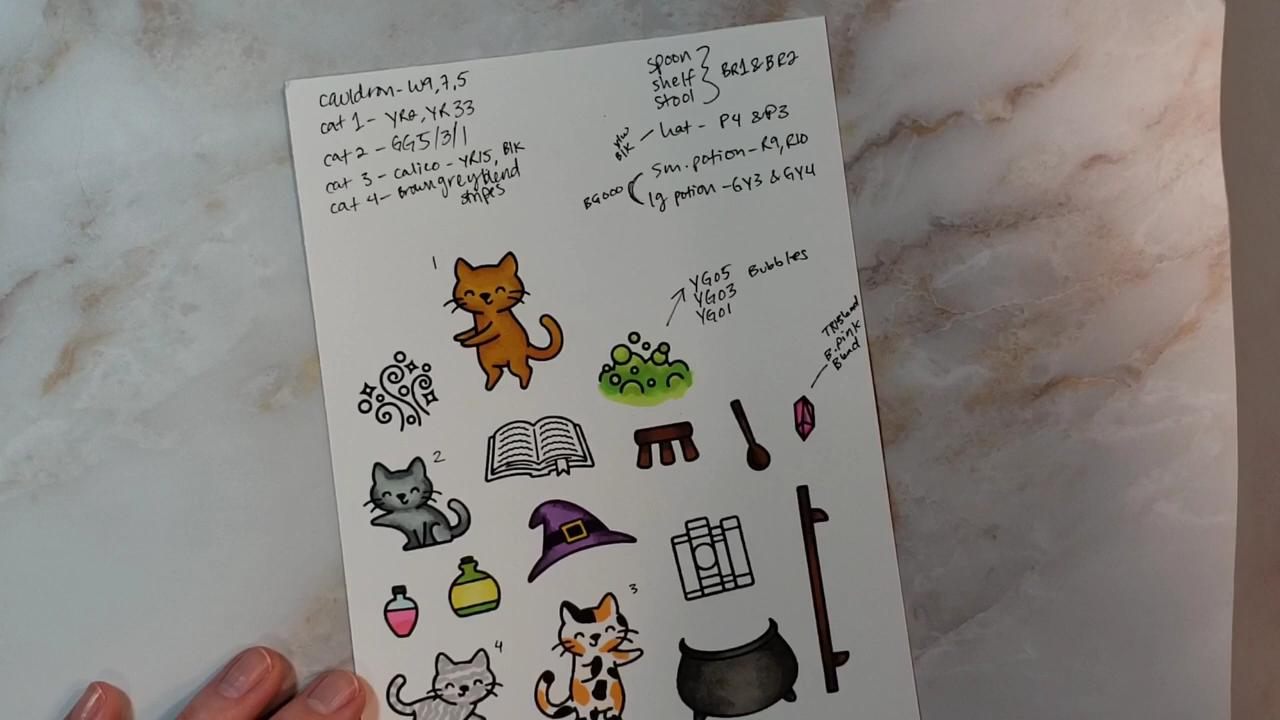 cauldron - W9,7,5
cat 1 - YR2, YR33
cat 2 - GG5/3/1
cat 3 - calico - YR15, Blk
cat 4 - Brown grey blend
stripes
spoon
shelf
stool
BR1 & BR2
hat - P4 & P3
Blk
sm. potion - R9, R10
BG000
lg potion - GY3 & GY4
YG05 Bubbles
YG03
YG01
B. Pink
Blend
1
2
3
4